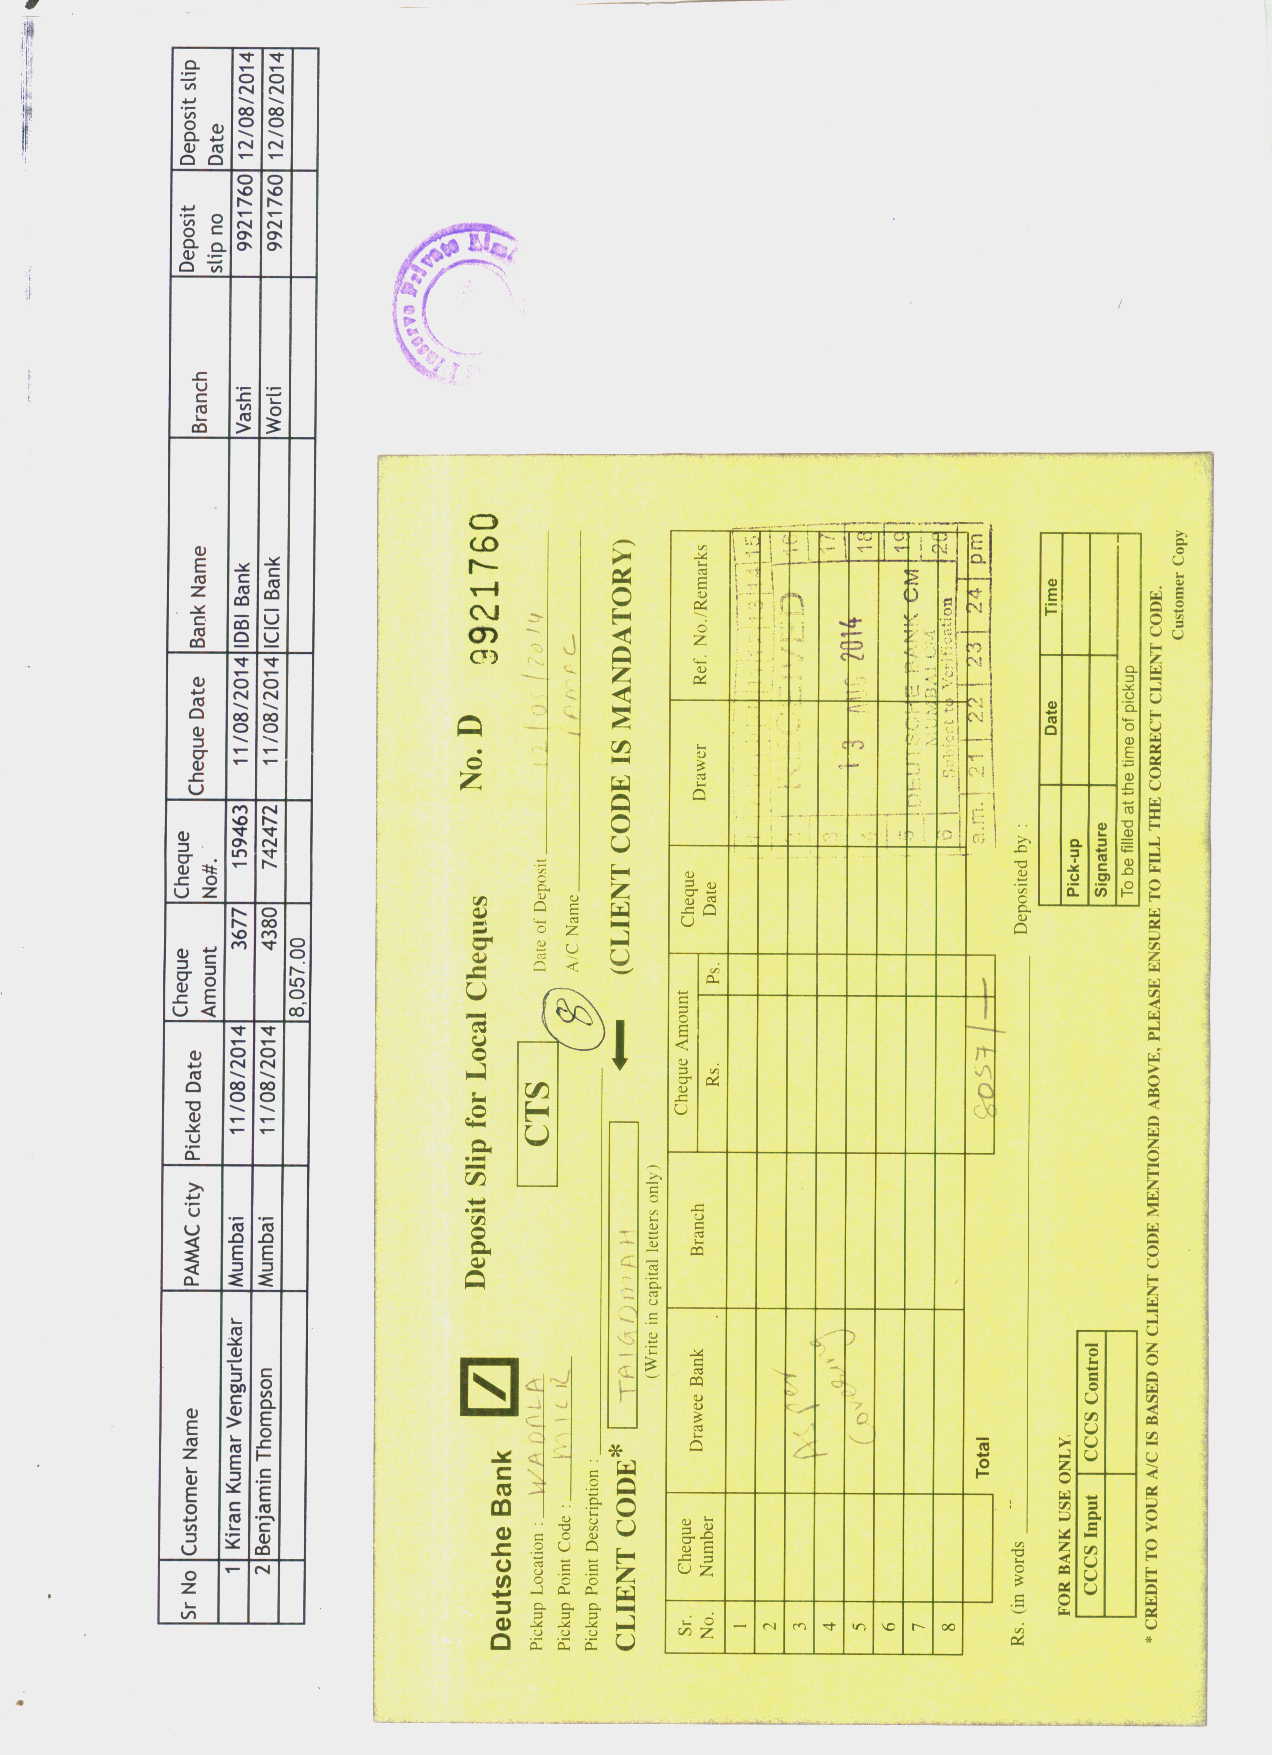 Sr No Customer Name PAMAC city Picked Date Cheque Amount Cheque No#. Cheque Date Bank Name Branch Deposit slip no Deposit slip Date
1 Kiran Kumar Vengurlekar Mumbai 11/08/2014 3677 159463 11/08/2014 IDBI Bank Vashi 9921760 12/08/2014
2 Benjamin Thompson Mumbai 11/08/2014 4380 742472 11/08/2014 ICICI Bank Worli 9921760 12/08/2014
8,057.00
Private
Deutsche Bank Deposit Slip for Local Cheques No. D 9921760
CTS
8
Pickup Location : WADALA Date of Deposit 12/08/2014
Pickup Point Code : MICR A/C Name PAMAC
Pickup Point Description :
CLIENT CODE* (CLIENT CODE IS MANDATORY)
(Write in capital letters only)
Sr. No. Cheque Number Drawee Bank Branch Cheque Amount Cheque Date Drawer Ref. No./Remarks
Rs. Ps.
1 15
2 16
3 As per 3 RECEIVED 17
4 4 13 AUG 2014 18
5 Covering 5 DEUTSCHE BANK CM 19
6 MUMBAI
7 6 Subject to Verification 20
8
Total 8057/- a.m. 21 22 23 24 pm
Rs. (in words Deposited by :
FOR BANK USE ONLY.
CCCS Input CCCS Control
Date Time
Pick-up
Signature
To be filled at the time of pickup
* CREDIT TO YOUR A/C IS BASED ON CLIENT CODE MENTIONED ABOVE, PLEASE ENSURE TO FILL THE CORRECT CLIENT CODE.
Customer Copy